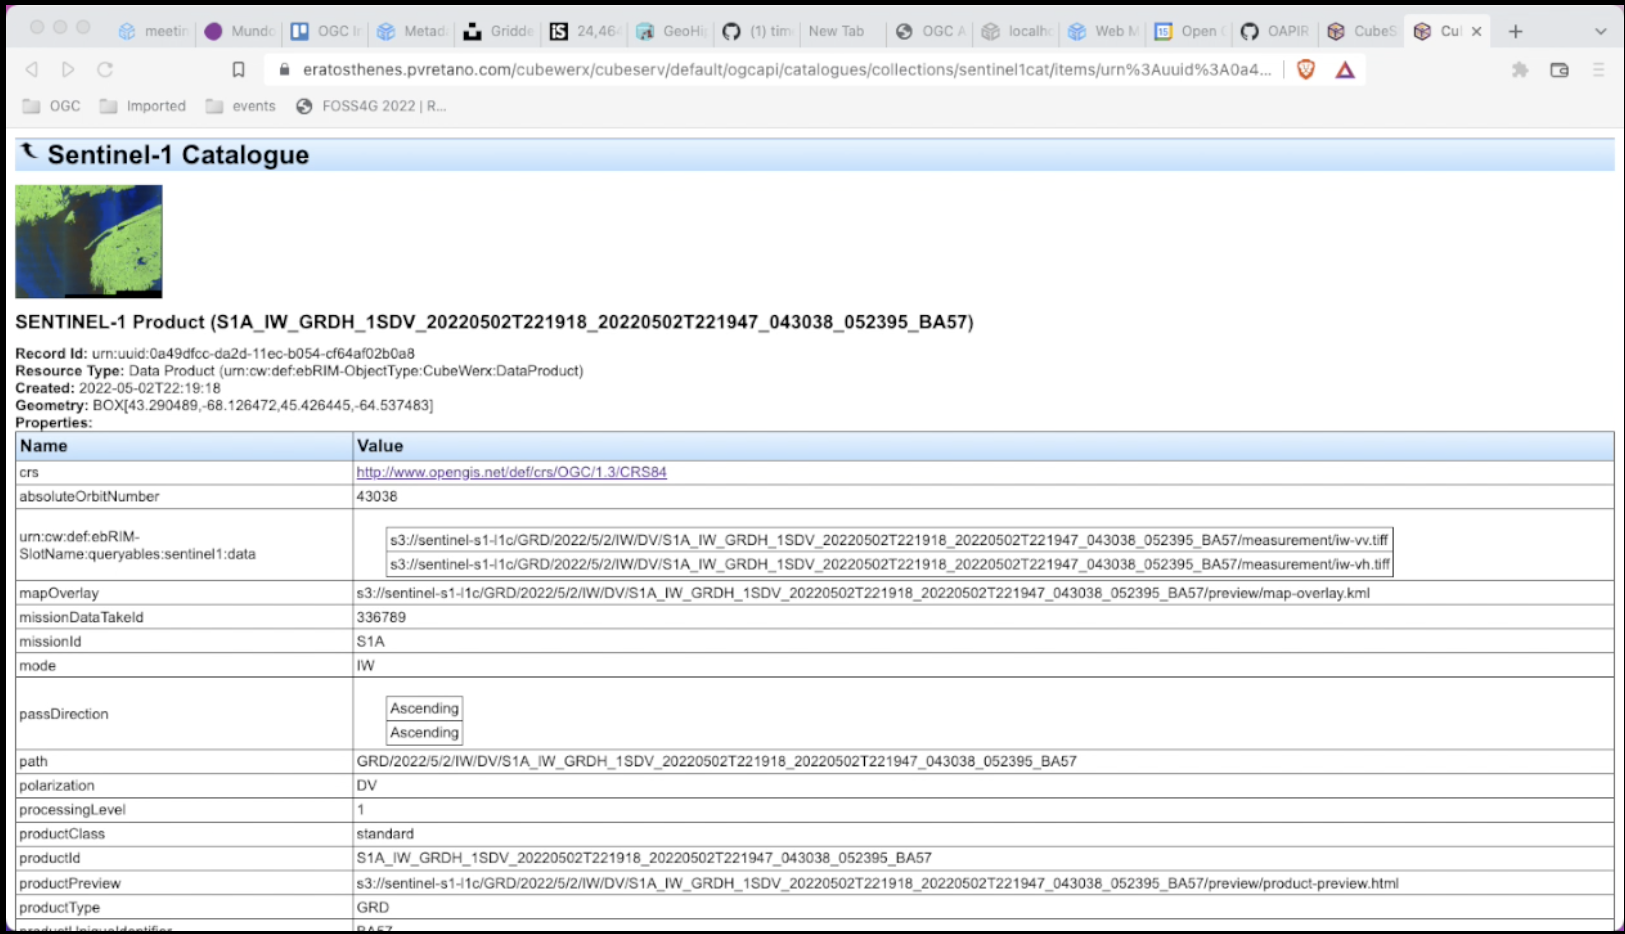 meetin
Mundo
OGC I
Metad
Gridde
24,464
GeoHi
(1) tim
New Tab
OGC A
localho
Web M
Open
OAPIR
CubeS
Cu
eratosthenes.pvretano.com/cubewerx/cubeserv/default/ogcapi/catalogues/collections/sentinel1cat/items/urn%3Auuid%3A0a4...
OGC
Imported
events
FOSS4G 2022 | R...
Sentinel-1 Catalogue
SENTINEL-1 Product (S1A_IW_GRDH_1SDV_20220502T221918_20220502T221947_043038_052395_BA57)
Record Id: urn:uuid:0a49dfcc-da2d-11ec-b054-cf64af02b0a8
Resource Type: Data Product (urn:cw:def:ebRIM-ObjectType:CubeWerx:DataProduct)
Created: 2022-05-02T22:19:18
Geometry: BOX[43.290489,-68.126472,45.426445,-64.537483]
Properties:
Name Value
crs http://www.opengis.net/def/crs/OGC/1.3/CRS84
absoluteOrbitNumber 43038
urn:cw:def:ebRIM-
SlotName:queryables:sentinel1:data
s3://sentinel-s1-l1c/GRD/2022/5/2/IW/DV/S1A_IW_GRDH_1SDV_20220502T221918_20220502T221947_043038_052395_BA57/measurement/iw-vv.tiff
s3://sentinel-s1-l1c/GRD/2022/5/2/IW/DV/S1A_IW_GRDH_1SDV_20220502T221918_20220502T221947_043038_052395_BA57/measurement/iw-vh.tiff
mapOverlay s3://sentinel-s1-l1c/GRD/2022/5/2/IW/DV/S1A_IW_GRDH_1SDV_20220502T221918_20220502T221947_043038_052395_BA57/preview/map-overlay.kml
missionDataTakeId 336789
missionId S1A
mode IW
passDirection
Ascending
Ascending
path GRD/2022/5/2/IW/DV/S1A_IW_GRDH_1SDV_20220502T221918_20220502T221947_043038_052395_BA57
polarization DV
processingLevel 1
productClass standard
productId S1A_IW_GRDH_1SDV_20220502T221918_20220502T221947_043038_052395_BA57
productPreview s3://sentinel-s1-l1c/GRD/2022/5/2/IW/DV/S1A_IW_GRDH_1SDV_20220502T221918_20220502T221947_043038_052395_BA57/preview/product-preview.html
productType GRD
productUniqueIdentifier BA57